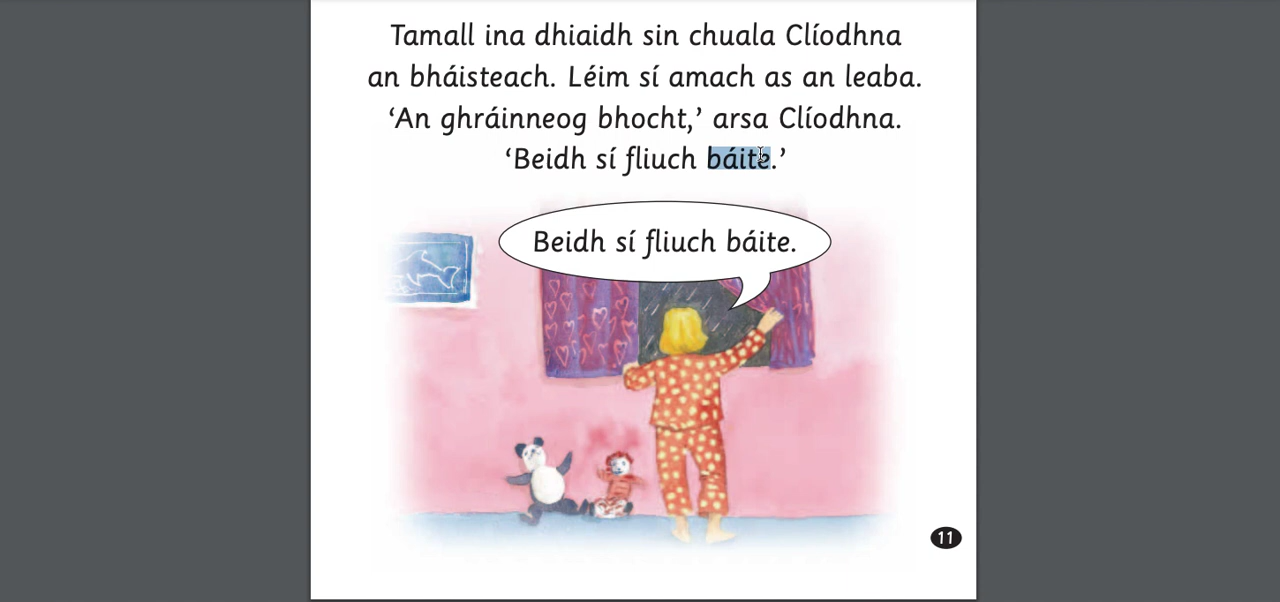 Tamall ina dhiaidh sin chuala Clíodhna
an bháisteach. Léim sí amach as an leaba.
‘An ghráinneog bhocht,’ arsa Clíodhna.
‘Beidh sí fliuch báite.’
Beidh sí fliuch báite.
11